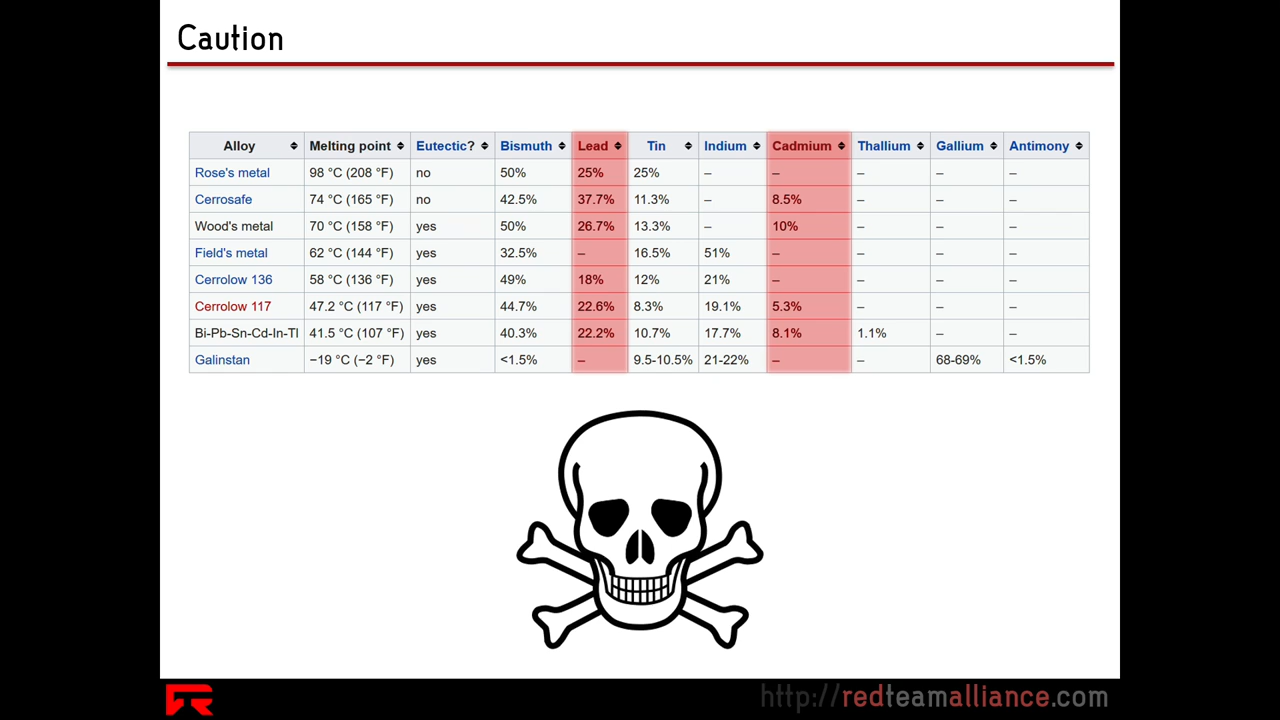 Caution
Alloy Melting point Eutectic? Bismuth Lead Tin Indium Cadmium Thallium Gallium Antimony
Rose's metal 98 °C (208 °F) no 50% 25% 25% – – – – –
Cerrosafe 74 °C (165 °F) no 42.5% 37.7% 11.3% – 8.5% – – –
Wood's metal 70 °C (158 °F) yes 50% 26.7% 13.3% – 10% – – –
Field's metal 62 °C (144 °F) yes 32.5% – 16.5% 51% – – – –
Cerrolow 136 58 °C (136 °F) yes 49% 18% 12% 21% – – – –
Cerrolow 117 47.2 °C (117 °F) yes 44.7% 22.6% 8.3% 19.1% 5.3% – – –
Bi-Pb-Sn-Cd-In-Tl 41.5 °C (107 °F) yes 40.3% 22.2% 10.7% 17.7% 8.1% 1.1% – –
Galinstan −19 °C (−2 °F) yes <1.5% – 9.5-10.5% 21-22% – – 68-69% <1.5%
http://redteamalliance.com